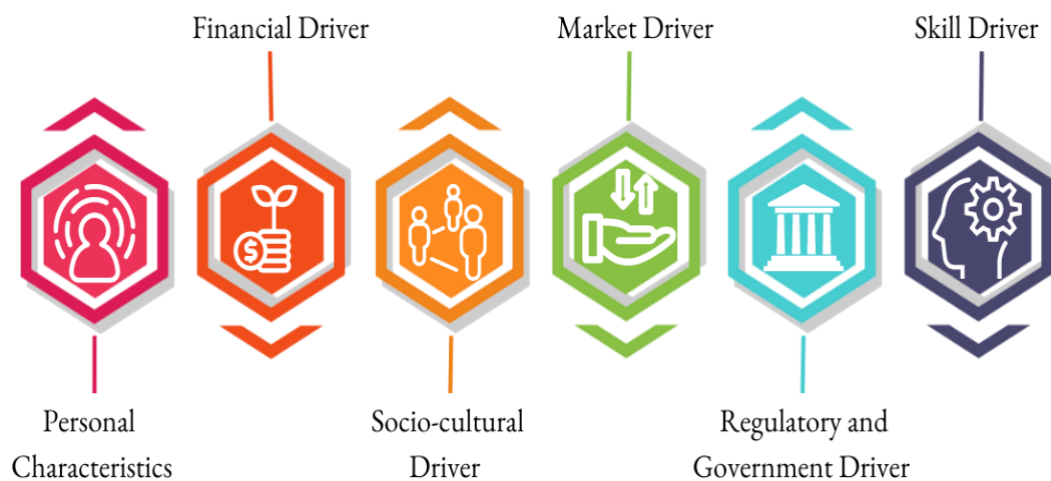 Financial Driver
Market Driver
Skill Driver
$
Personal
Characteristics
Socio-cultural
Driver
Regulatory and
Government Driver